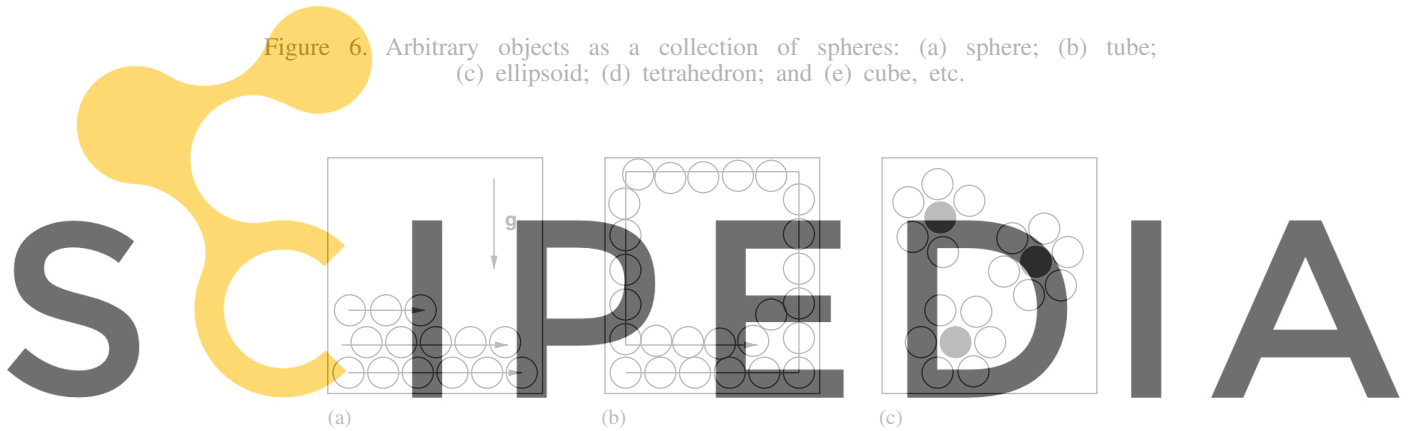 Figure 6. Arbitrary objects as a collection of spheres: (a) sphere; (b) tube;
(c) ellipsoid; (d) tetrahedron; and (e) cube, etc.
g
SCIPEDIA
(a) (b) (c)